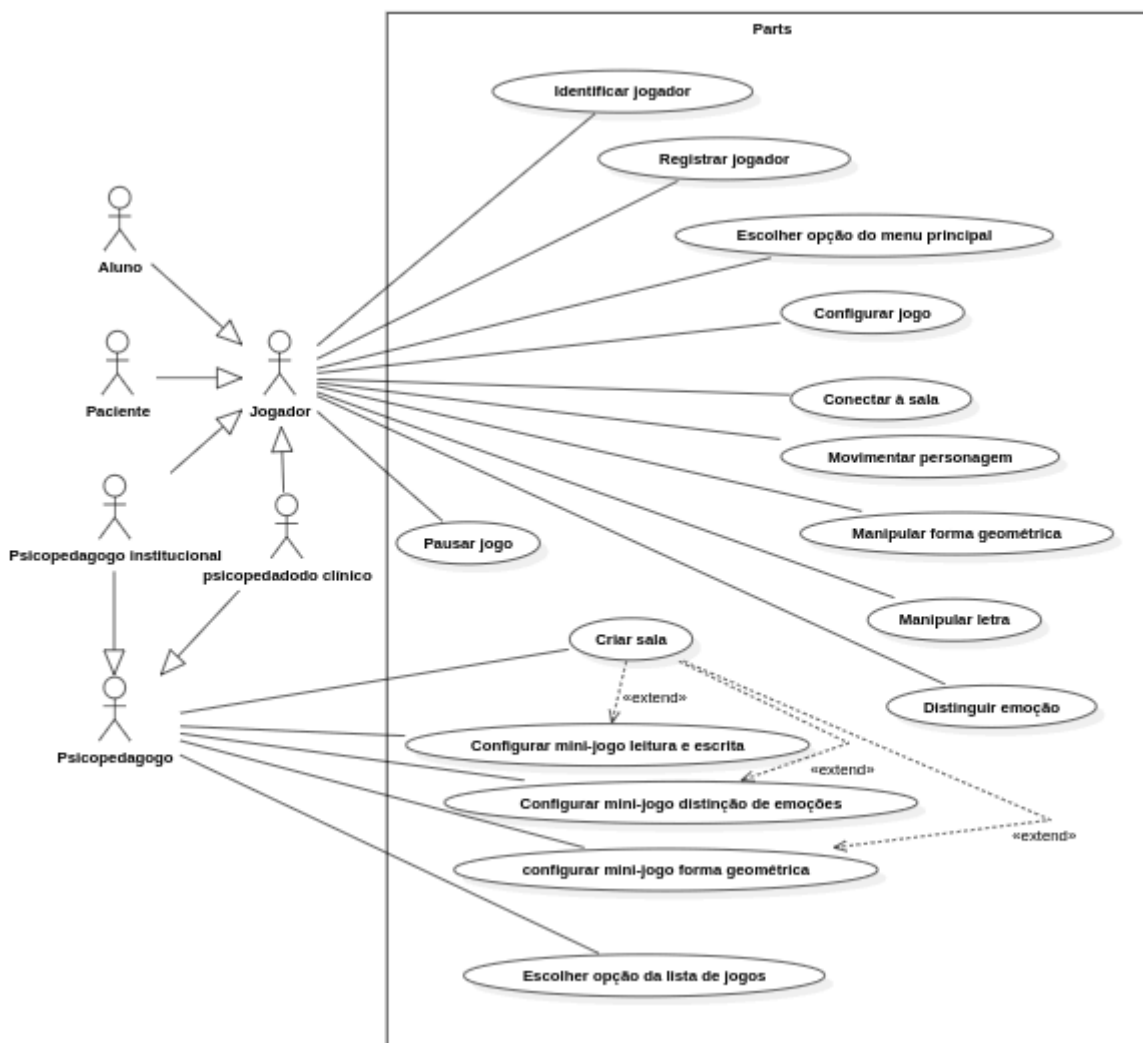 Parts
Identificar jogador
Registrar jogador
Escolher opção do menu principal
Aluno
Configurar jogo
Conectar à sala
Paciente
Jogador
Movimentar personagem
Manipular forma geométrica
Pausar jogo
Psicopedagogo institucional
psicopedadodo clínico
Manipular letra
Criar sala
«extend»
Distinguir emoção
Configurar mini-jogo leitura e escrita
Psicopedagogo
«extend»
Configurar mini-jogo distinção de emoções
«extend»
configurar mini-jogo forma geométrica
Escolher opção da lista de jogos